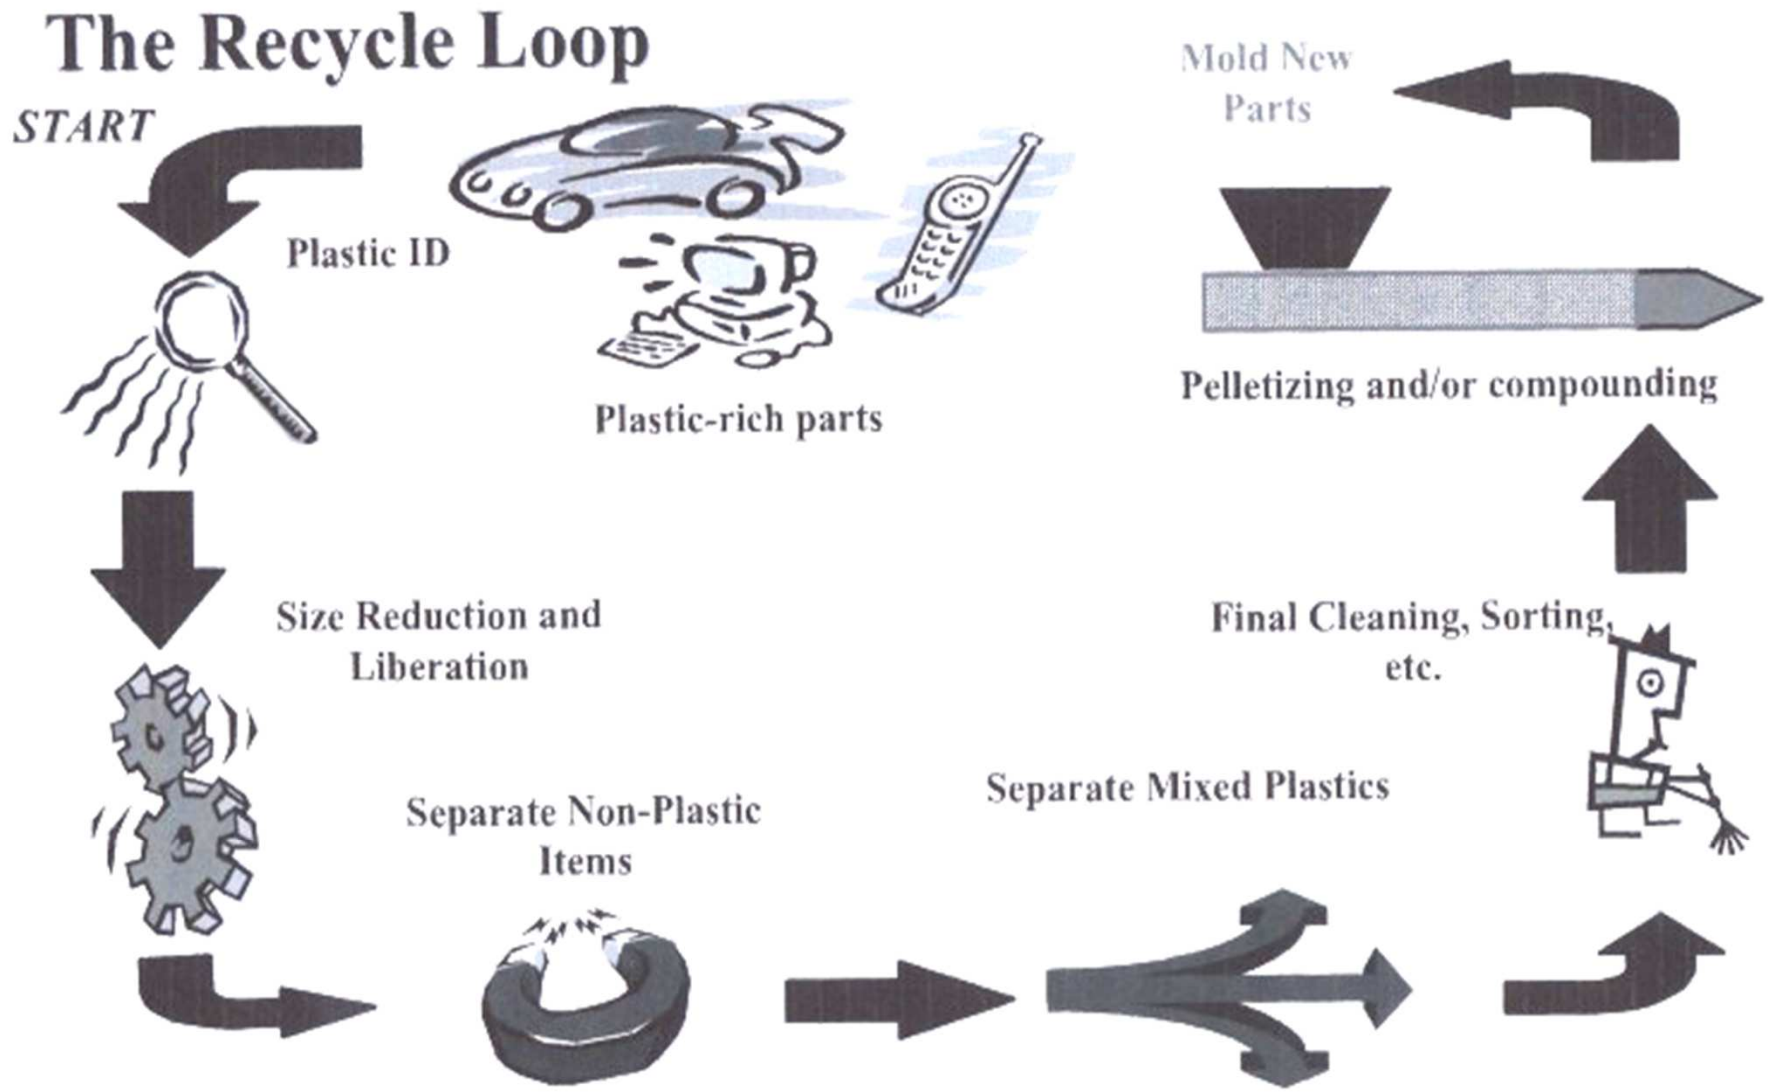 The Recycle Loop
START
Plastic ID
Plastic-rich parts
Size Reduction and
Liberation
Separate Non-Plastic
Items
Separate Mixed Plastics
Final Cleaning, Sorting,
etc.
Pelletizing and/or compounding
Mold New
Parts